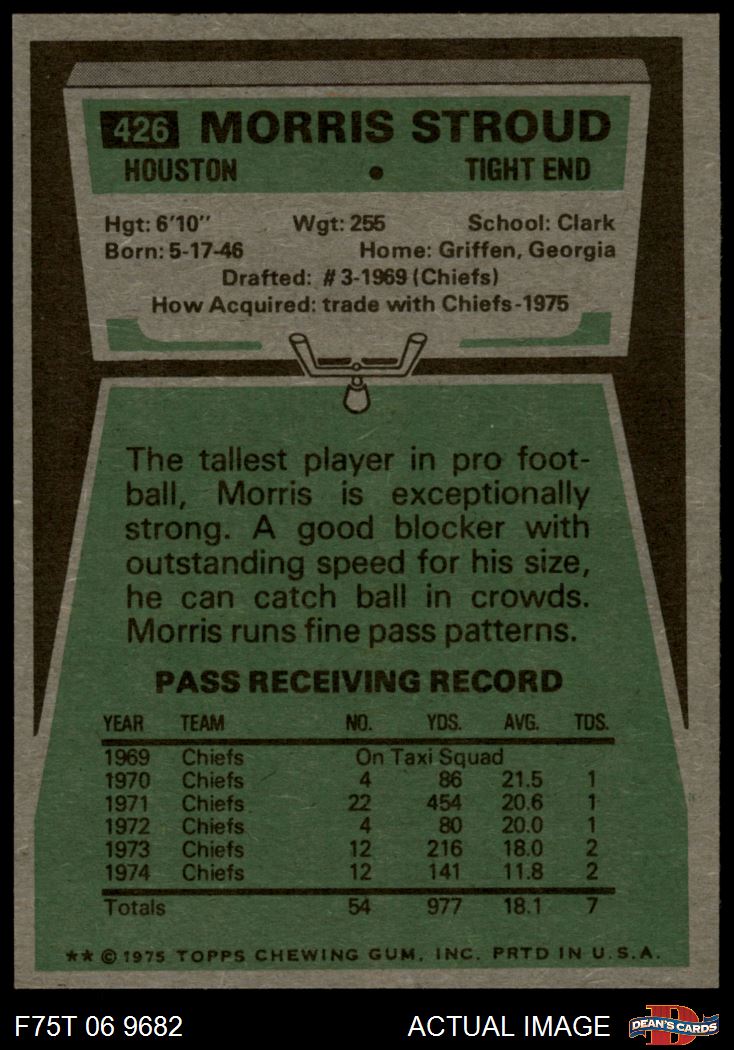 426 MORRIS STROUD
HOUSTON • TIGHT END
Hgt: 6'10" Wgt: 255 School: Clark
Born: 5-17-46 Home: Griffen, Georgia
Drafted: #3-1969 (Chiefs)
How Acquired: trade with Chiefs-1975
The tallest player in pro foot-
ball, Morris is exceptionally
strong. A good blocker with
outstanding speed for his size,
he can catch ball in crowds.
Morris runs fine pass patterns.
PASS RECEIVING RECORD
YEAR TEAM NO. YDS. AVG. TDS.
1969 Chiefs On Taxi Squad
1970 Chiefs 4 86 21.5 1
1971 Chiefs 22 454 20.6 1
1972 Chiefs 4 80 20.0 1
1973 Chiefs 12 216 18.0 2
1974 Chiefs 12 141 11.8 2
Totals 54 977 18.1 7
★★ © 1975 TOPPS CHEWING GUM, INC. PRTD IN U.S.A.
F75T 06 9682 ACTUAL IMAGE D DEAN'S CARDS